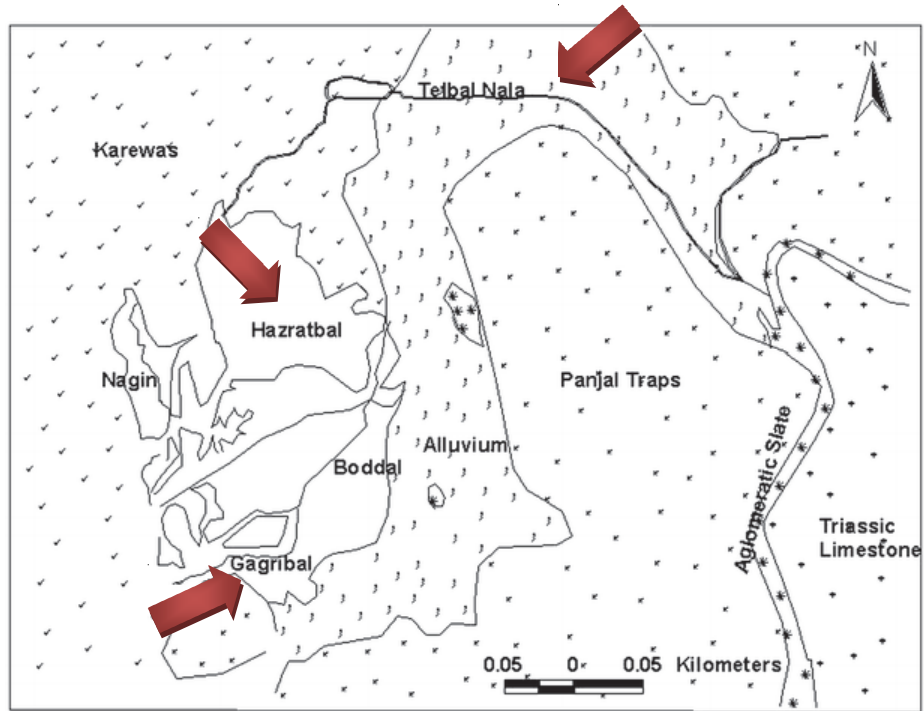 N
Telbal Nala
Karewas
Hazratbal
Nagin
Panjal Traps
Alluvium
Boddal
Aglomeratic Slate
Triassic
Limestone
Gagribal
0.05 0 0.05 Kilometers